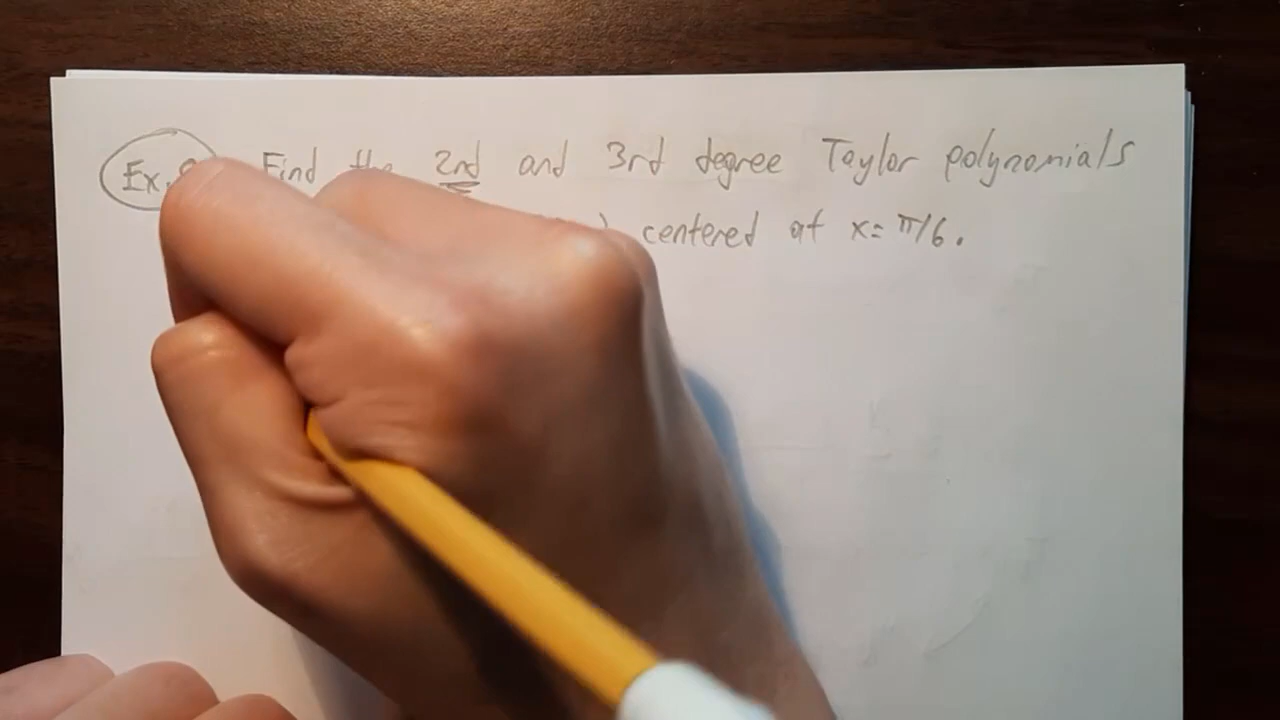 Ex. Find the 2nd and 3rd degree Taylor polynomials
) centered at x=π/6.